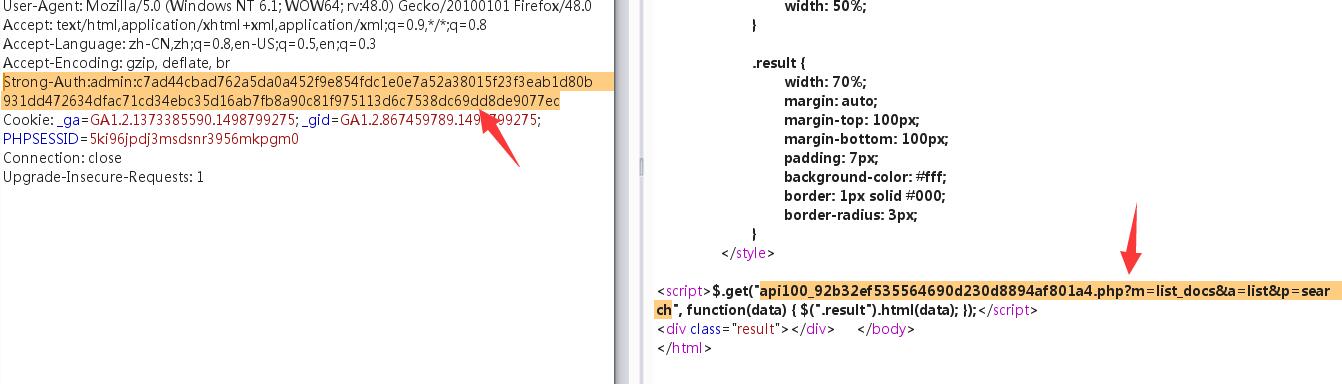 User-Agent: Mozilla/5.0 (Windows NT 6.1; WOW64; rv:48.0) Gecko/20100101 Firefox/48.0
Accept: text/html,application/xhtml+xml,application/xml;q=0.9,*/*;q=0.8
Accept-Language: zh-CN,zh;q=0.8,en-US;q=0.5,en;q=0.3
Accept-Encoding: gzip, deflate, br
Strong-Auth:admin:c7ad44cbad762a5da0a452f9e854fdc1e0e7a52a38015f23f3eab1d80b
931dd472634dfac71cd34ebc35d16ab7fb8a90c81f975113d6c7538dc69dd8de9077ec
Cookie: _ga=GA1.2.1373385590.1498799275; _gid=GA1.2.867459789.1498799275;
PHPSESSID=5ki96jpdj3msdsnr3956mkpgm0
Connection: close
Upgrade-Insecure-Requests: 1
width: 50%;
}
.result {
width: 70%;
margin: auto;
margin-top: 100px;
margin-bottom: 100px;
padding: 7px;
background-color: #fff;
border: 1px solid #000;
border-radius: 3px;
}
</style>
<script>$.get("api100_92b32ef535564690d230d8894af801a4.php?m=list_docs&a=list&p=sear
ch", function(data) { $(".result").html(data); });</script>
<div class="result"></div> </body>
</html>